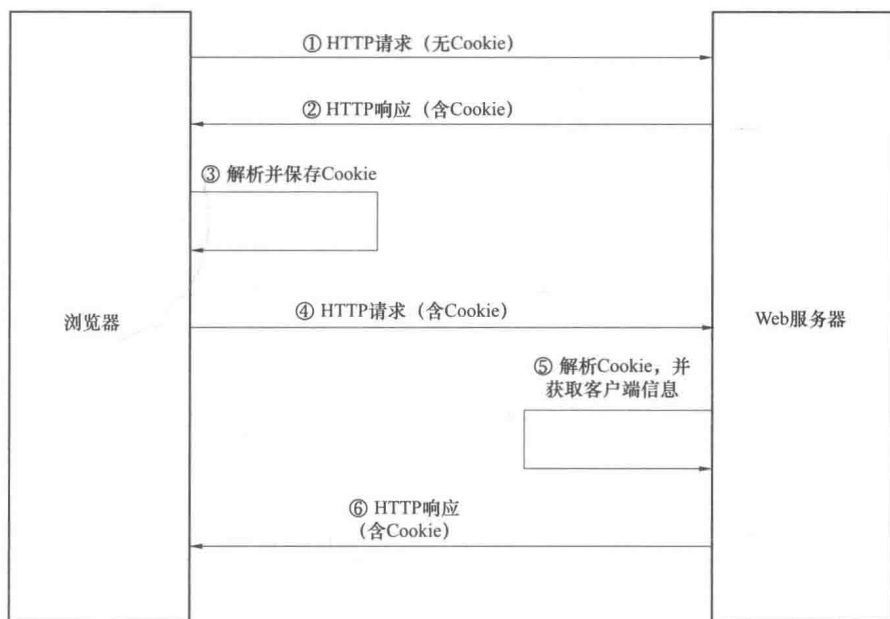 ① HTTP请求（无Cookie）
② HTTP响应（含Cookie）
③ 解析并保存Cookie
浏览器
④ HTTP请求（含Cookie）
Web服务器
⑤ 解析Cookie，并
获取客户端信息
⑥ HTTP响应
（含Cookie）